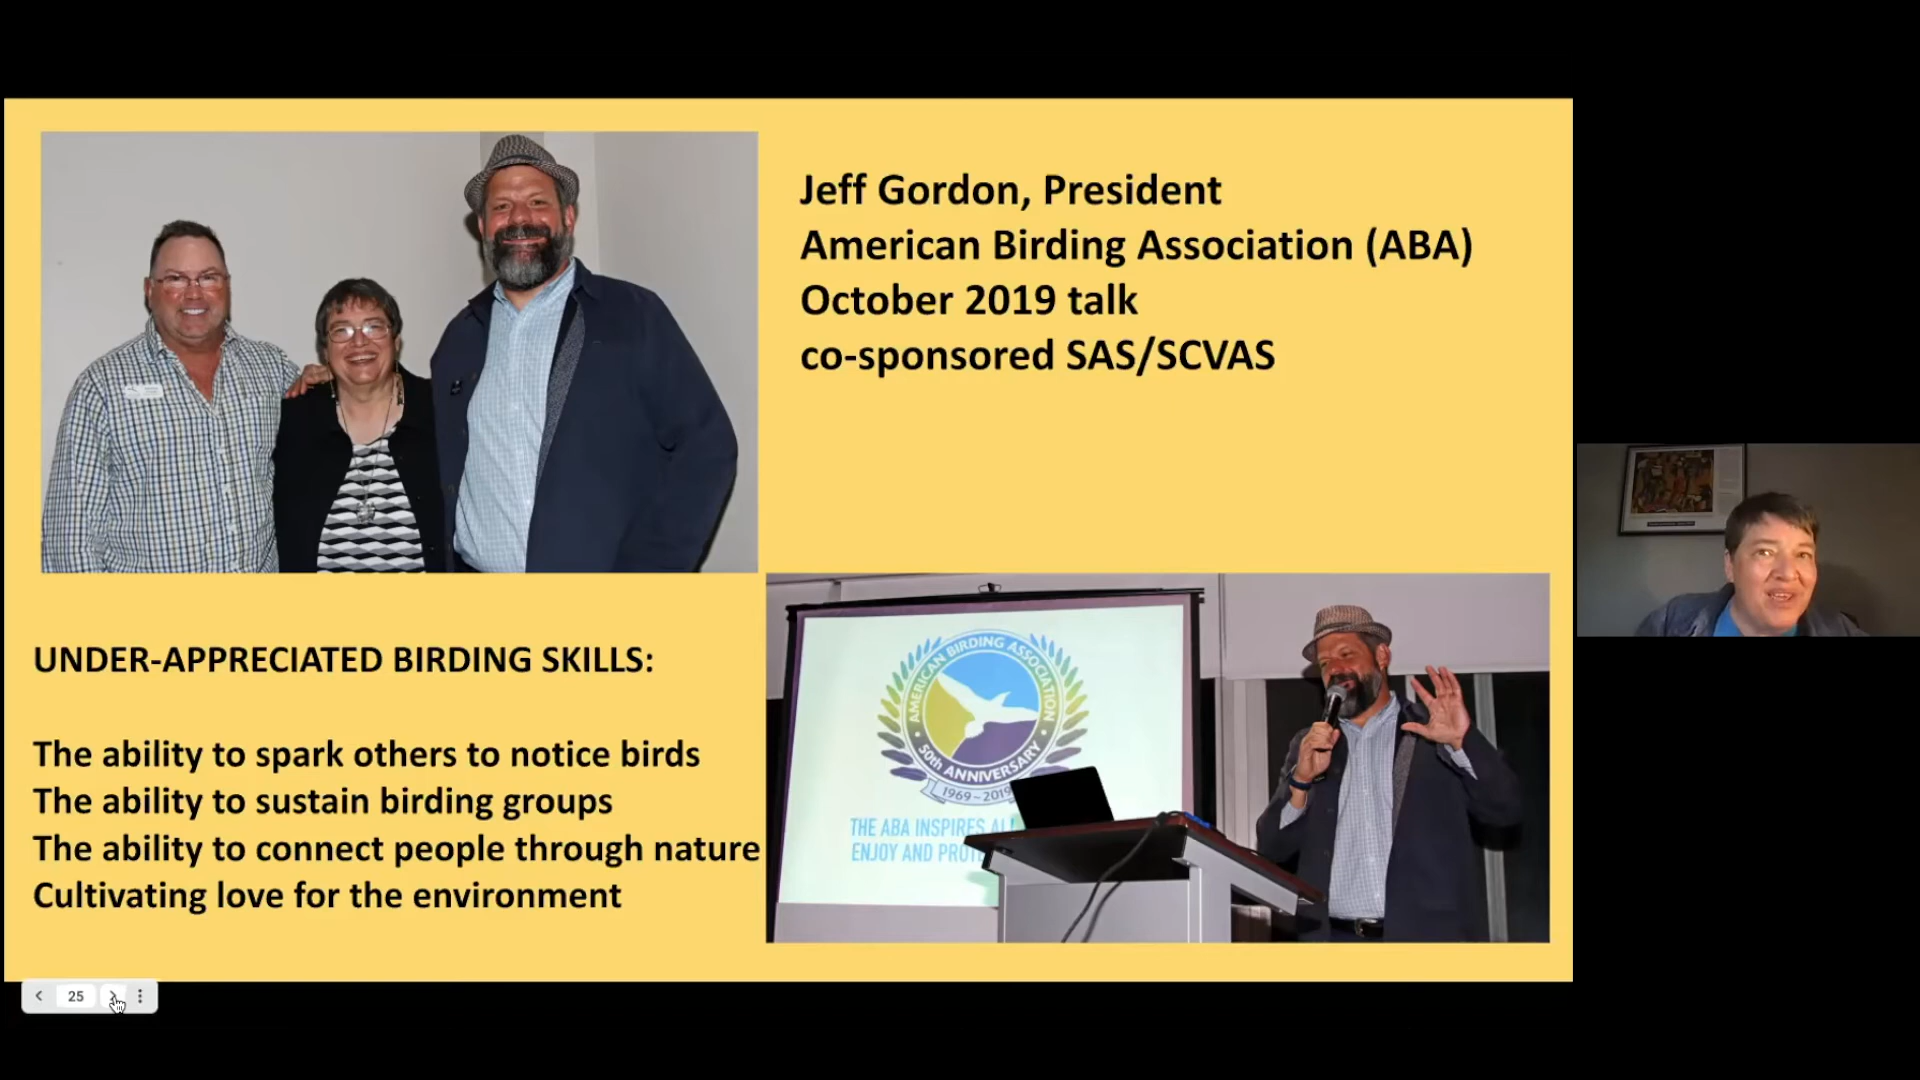 Jeff Gordon, President
American Birding Association (ABA)
October 2019 talk
co-sponsored SAS/SCVAS
UNDER-APPRECIATED BIRDING SKILLS:
The ability to spark others to notice birds
The ability to sustain birding groups
The ability to connect people through nature
Cultivating love for the environment
AMERICAN BIRDING ASSOCIATION
50th ANNIVERSARY
1969-2019
THE ABA INSPIRES ALL
ENJOY AND
25